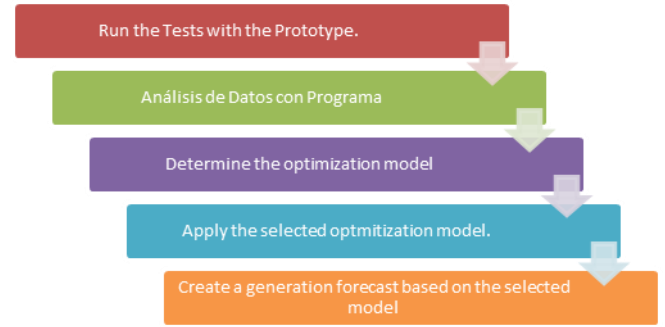 Run the Tests with the Prototype.
Análisis de Datos con Programa
Determine the optimization model
Apply the selected optmitization model.
Create a generation forecast based on the selected
model